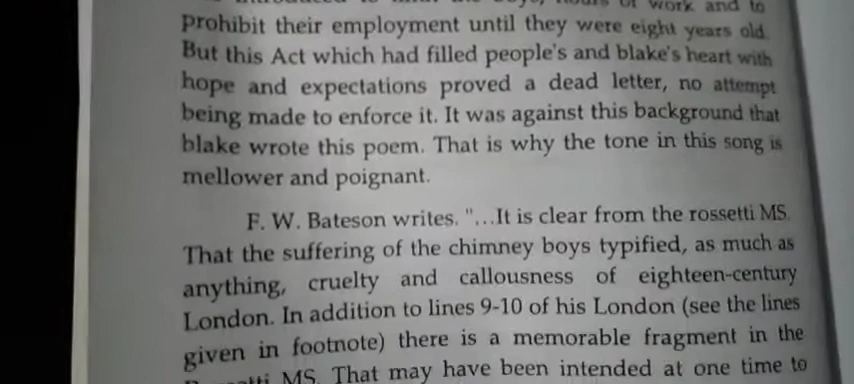 boys, hours of work and to
prohibit their employment until they were eight years old.
But this Act which had filled people's and blake's heart with
hope and expectations proved a dead letter, no attempt
being made to enforce it. It was against this background that
blake wrote this poem. That is why the tone in this song is
mellower and poignant.
F. W. Bateson writes. "...It is clear from the rossetti MS.
That the suffering of the chimney boys typified, as much as
anything, cruelty and callousness of eighteen-century
London. In addition to lines 9-10 of his London (see the lines
given in footnote) there is a memorable fragment in the
MS. That may have been intended at one time to